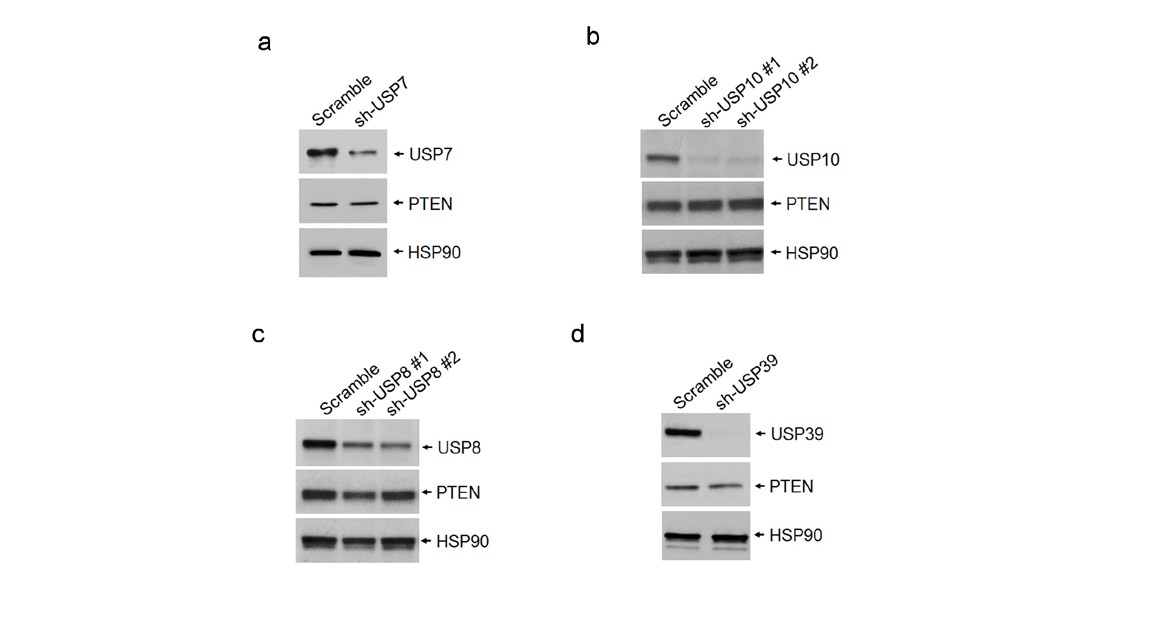 a
Scramble
sh-USP7
← USP7
← PTEN
← HSP90
b
Scramble
sh-USP10 #1
sh-USP10 #2
← USP10
← PTEN
← HSP90
c
Scramble
sh-USP8 #1
sh-USP8 #2
← USP8
← PTEN
← HSP90
d
Scramble
sh-USP39
← USP39
← PTEN
← HSP90